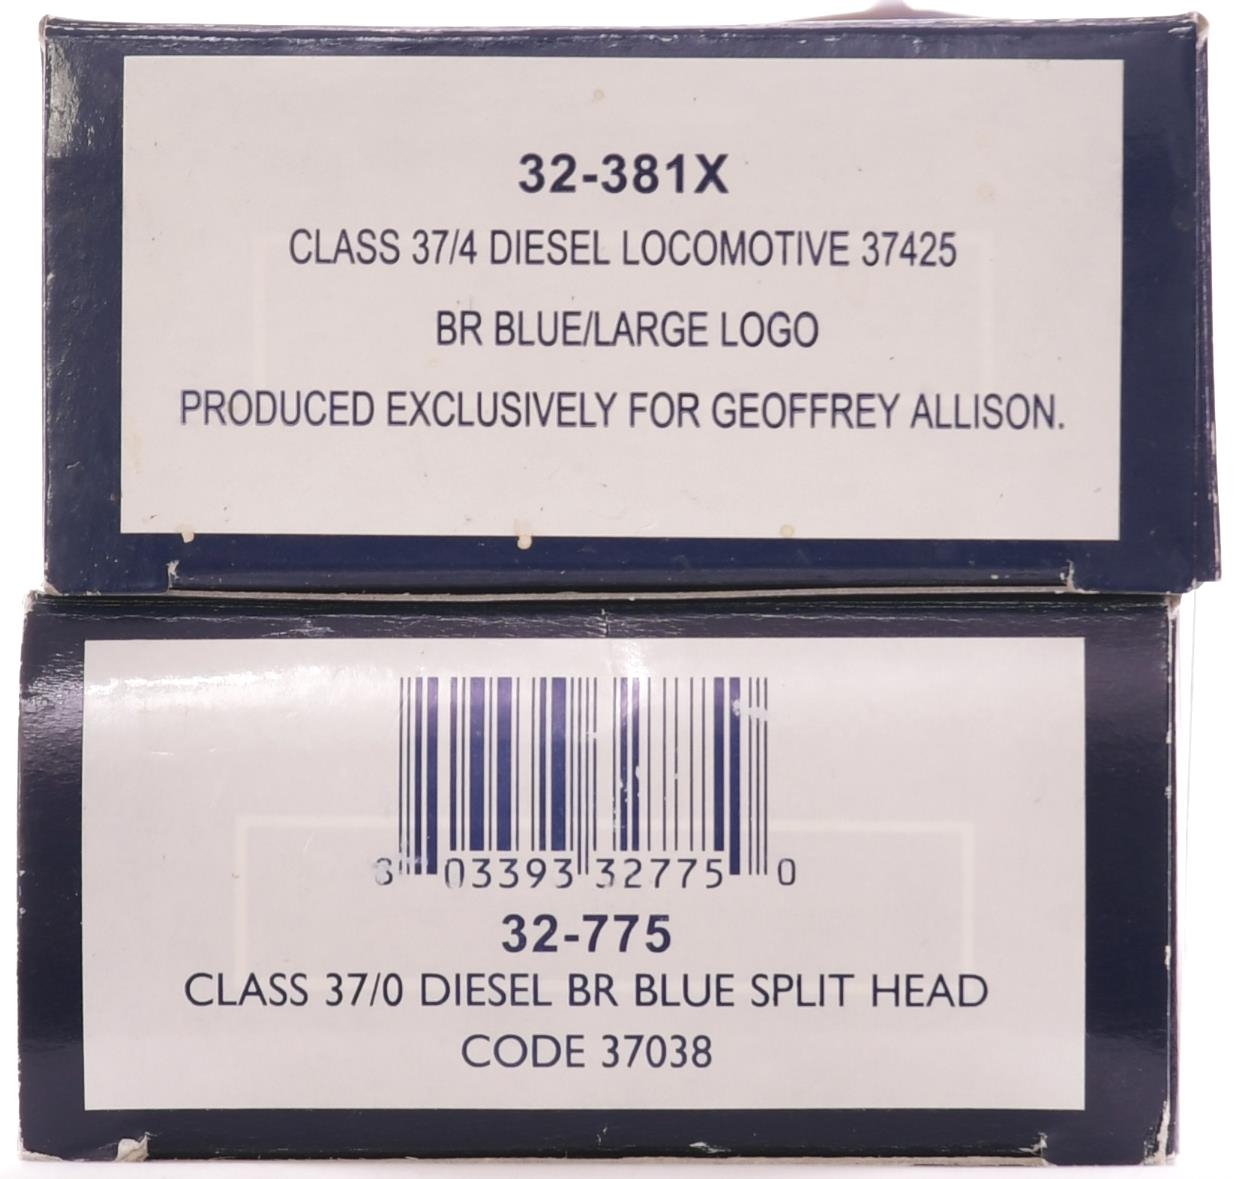 32-381X
CLASS 37/4 DIESEL LOCOMOTIVE 37425
BR BLUE/LARGE LOGO
PRODUCED EXCLUSIVELY FOR GEOFFREY ALLISON.
8 03393 32775 0
32-775
CLASS 37/0 DIESEL BR BLUE SPLIT HEAD
CODE 37038